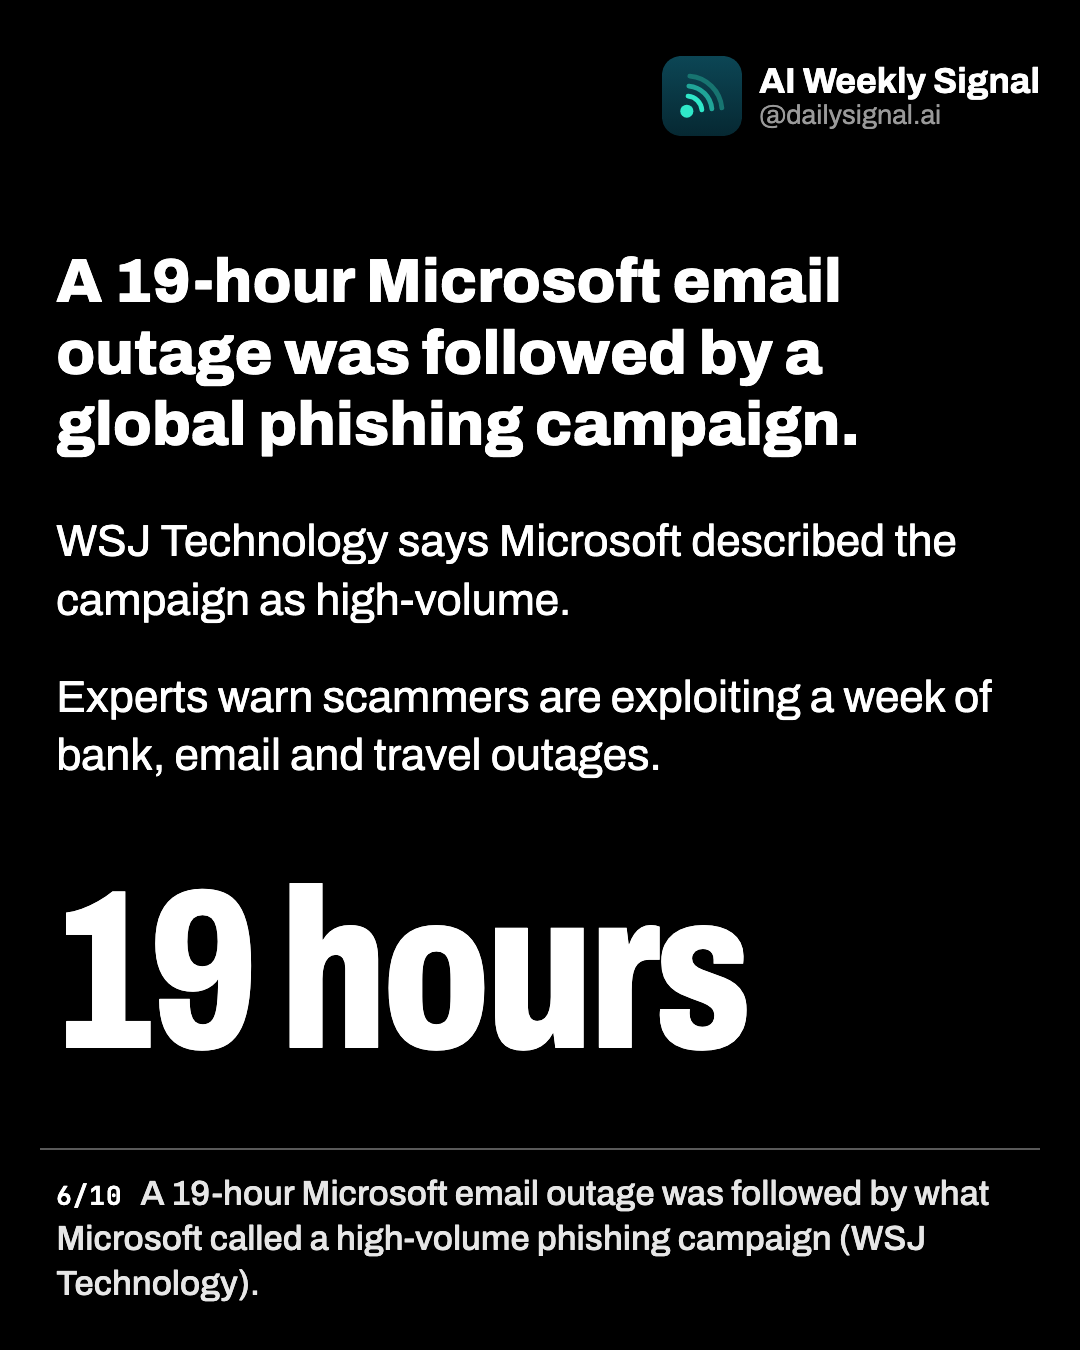 AI Weekly Signal
@dailysignal.ai
A 19-hour Microsoft email
outage was followed by a
global phishing campaign.
WSJ Technology says Microsoft described the
campaign as high-volume.
Experts warn scammers are exploiting a week of
bank, email and travel outages.
19 hours
6/10 A 19-hour Microsoft email outage was followed by what
Microsoft called a high-volume phishing campaign (WSJ
Technology).